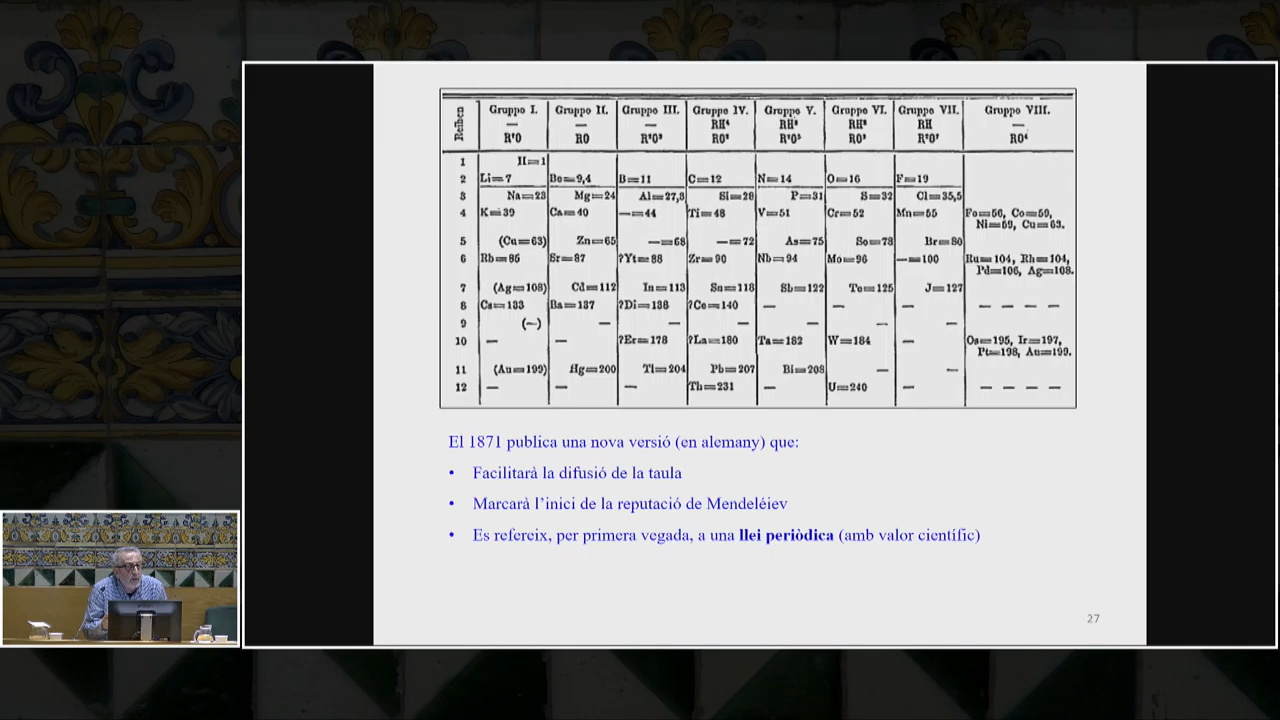 Reihen Gruppo I. — R²O Gruppo II. — RO Gruppo III. — R²O³ Gruppo IV. RH⁴ RO² Gruppo V. RH³ R²O⁵ Gruppo VI. RH² RO³ Gruppo VII. RH R²O⁷ Gruppo VIII. — RO⁴
1 II=1
2 Li=7 Be=9,4 B=11 C=12 N=14 O=16 F=19
3 Na=23 Mg=24 Al=27,3 Si=28 P=31 S=32 Cl=35,5
4 K=39 Ca=40 —=44 Ti=48 V=51 Cr=52 Mn=55 Fo=56, Co=59,
Ni=59, Cu=63.
5 (Cu=63) Zn=65 —=68 —=72 As=75 So=78 Br=80
6 Rb=86 Sr=87 ?Yt=88 Zr=90 Nb=94 Mo=96 —=100 Ru=104, Rh=104,
Pd=106, Ag=108.
7 (Ag=108) Cd=112 In=113 Sn=118 Sb=122 Te=125 J=127
8 Cs=133 Ba=137 ?Di=138 ?Ce=140 — — — — — — —
9 (—) — — — — — —
10 — — ?Er=178 ?La=180 Ta=182 W=184 — Os=195, Ir=197,
Pt=198, Au=199.
11 (Au=199) Hg=200 Tl=204 Pb=207 Bi=208 — —
12 — — — Th=231 — U=240 — — — — —
El 1871 publica una nova versió (en alemany) que:
• Facilitarà la difusió de la taula
• Marcarà l'inici de la reputació de Mendeléiev
• Es refereix, per primera vegada, a una llei periòdica (amb valor científic)
27